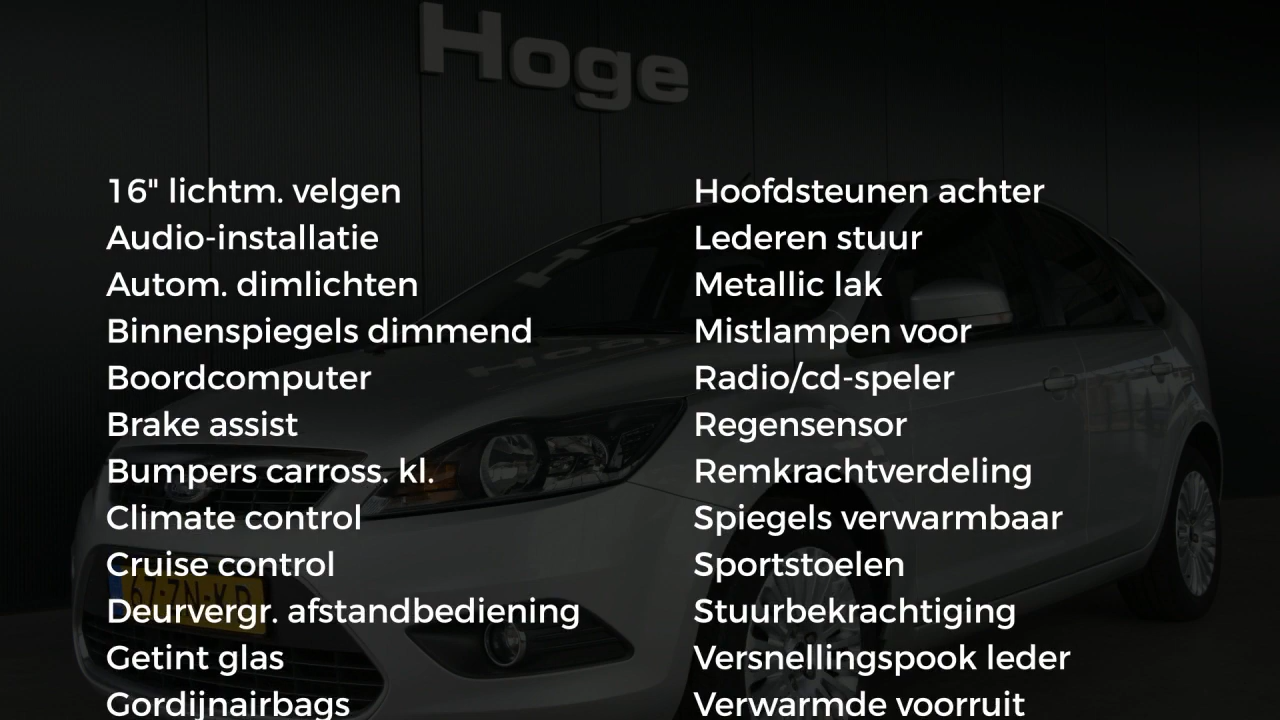 Hoge
16" lichtm. velgen
Audio-installatie
Autom. dimlichten
Binnenspiegels dimmend
Boordcomputer
Brake assist
Bumpers carross. kl.
Climate control
Cruise control
Deurvergr. afstandbediening
Getint glas
Gordijnairbags
Hoofdsteunen achter
Lederen stuur
Metallic lak
Mistlampen voor
Radio/cd-speler
Regensensor
Remkrachtverdeling
Spiegels verwarmbaar
Sportstoelen
Stuurbekrachtiging
Versnellingspook leder
Verwarmde voorruit